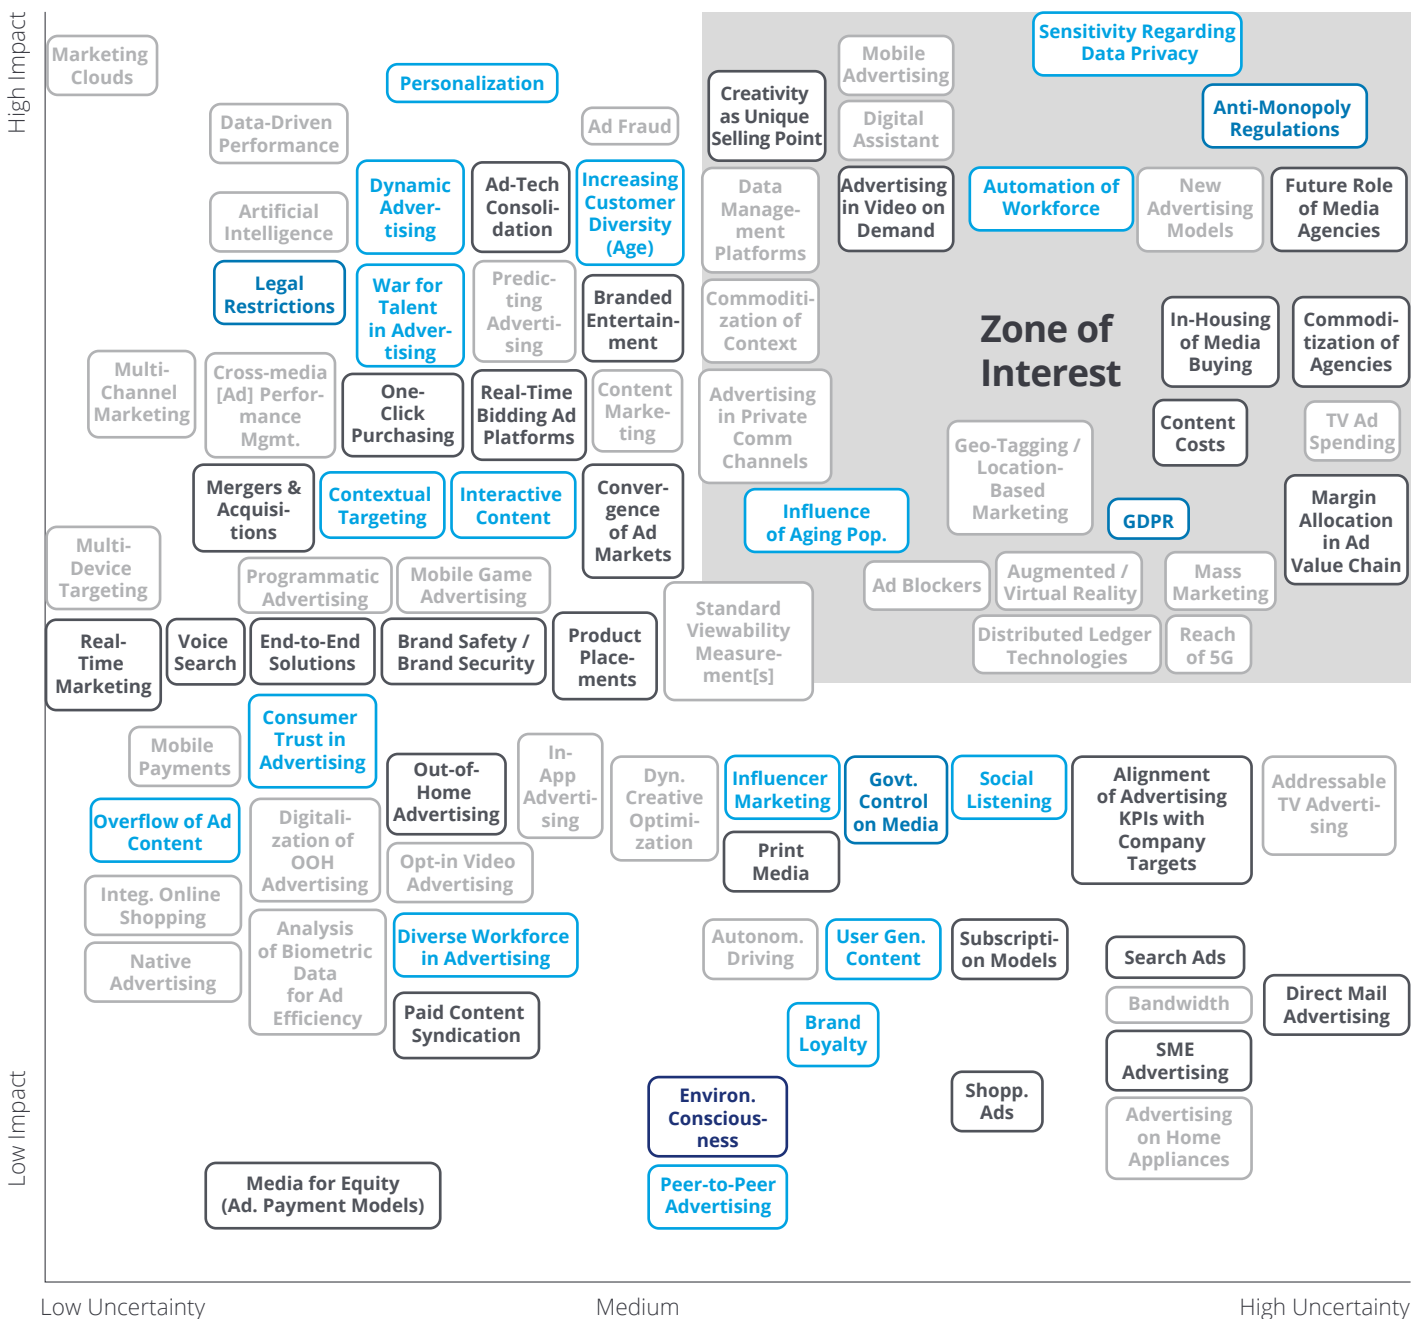 High Impact
Marketing
Clouds
Personalization
Data-Driven
Performance
Ad Fraud
Creativity
as Unique
Selling Point
Mobile
Advertising
Digital
Assistant
Sensitivity Regarding
Data Privacy
Anti-Monopoly
Regulations
Artificial
Intelligence
Dynamic
Adver-
tising
Ad-Tech
Consoli-
dation
Increasing
Customer
Diversity
(Age)
Data
Manage-
ment
Platforms
Advertising
in Video on
Demand
Automation of
Workforce
New
Advertising
Models
Future Role
of Media
Agencies
Legal
Restrictions
War for
Talent
in Adver-
tising
Predic-
ting
Adverti-
sing
Branded
Entertain-
ment
Commoditi-
zation of
Context
Zone of
Interest
In-Housing
of Media
Buying
Commodi-
tization of
Agencies
Multi-
Channel
Marketing
Cross-media
[Ad] Perfor-
mance
Mgmt.
One-
Click
Purchasing
Real-Time
Bidding Ad
Platforms
Content
Marke-
ting
Advertising
in Private
Comm
Channels
Geo-Tagging /
Location-
Based
Marketing
Content
Costs
TV Ad
Spending
Mergers &
Acquisi-
tions
Contextual
Targeting
Interactive
Content
Conver-
gence
of Ad
Markets
Influence
of Aging Pop.
GDPR
Margin
Allocation
in Ad
Value Chain
Multi-
Device
Targeting
Programmatic
Advertising
Mobile Game
Advertising
Standard
Viewability
Measure-
ment[s]
Ad Blockers
Augmented /
Virtual Reality
Mass
Marketing
Real-
Time
Marketing
Voice
Search
End-to-End
Solutions
Brand Safety /
Brand Security
Product
Place-
ments
Distributed Ledger
Technologies
Reach
of 5G
Mobile
Payments
Consumer
Trust in
Advertising
Out-of-
Home
Advertising
In-
App
Adverti-
sing
Dyn.
Creative
Optimi-
zation
Influencer
Marketing
Govt.
Control
on Media
Social
Listening
Alignment
of Advertising
KPIs with
Company
Targets
Addressable
TV Adverti-
sing
Overflow of Ad
Content
Digitali-
zation of
OOH
Advertising
Opt-in Video
Advertising
Print
Media
Integ. Online
Shopping
Native
Advertising
Analysis
of Biometric
Data
for Ad
Efficiency
Diverse Workforce
in Advertising
Autonom.
Driving
User Gen.
Content
Subscripti-
on Models
Search Ads
Bandwidth
Direct Mail
Advertising
Paid Content
Syndication
Brand
Loyalty
SME
Advertising
Environ.
Conscious-
ness
Shopp.
Ads
Advertising
on Home
Appliances
Low Impact
Media for Equity
(Ad. Payment Models)
Peer-to-Peer
Advertising
Low Uncertainty
Medium
High Uncertainty